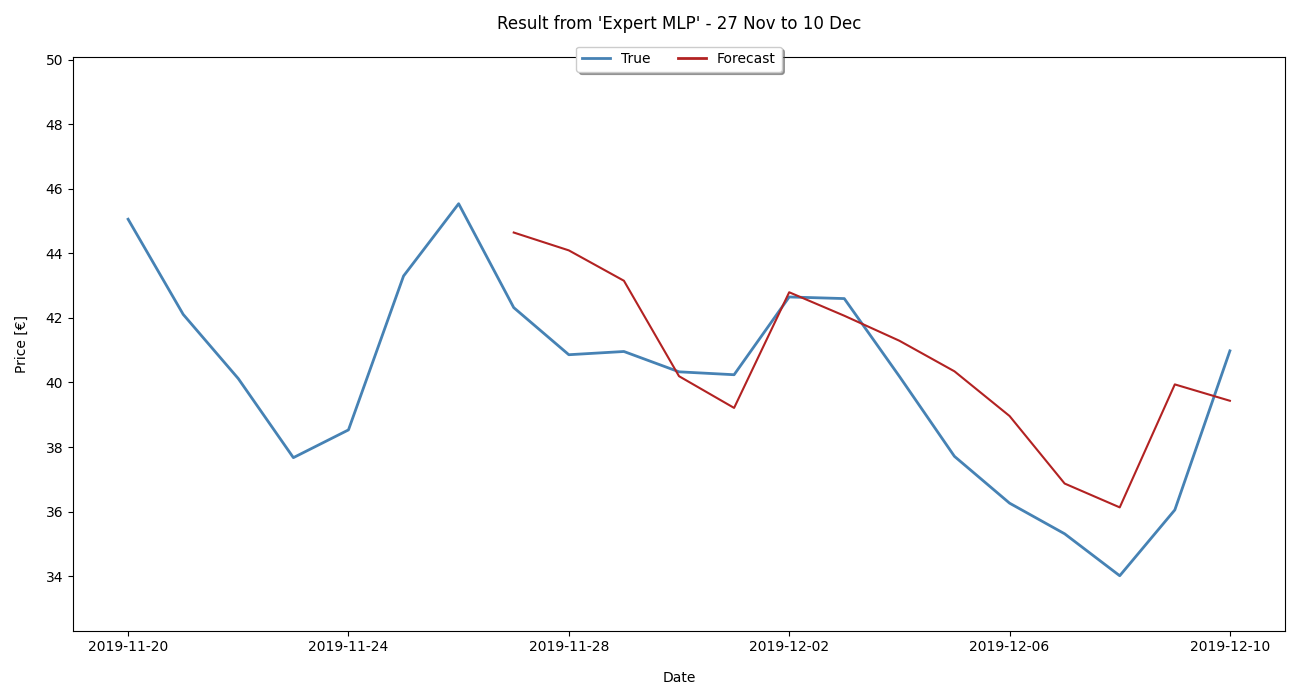 Result from 'Expert MLP' - 27 Nov to 10 Dec
True Forecast
50
48
46
44
42
40
38
36
34
Price [€]
2019-11-20 2019-11-24 2019-11-28 2019-12-02 2019-12-06 2019-12-10
Date